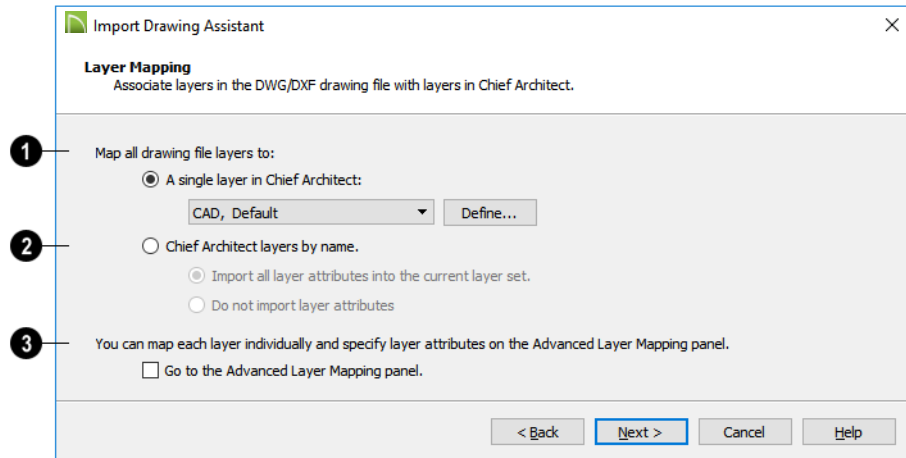 Import Drawing Assistant
Layer Mapping
Associate layers in the DWG/DXF drawing file with layers in Chief Architect.
1 Map all drawing file layers to:
A single layer in Chief Architect:
CAD, Default Define...
2 Chief Architect layers by name.
Import all layer attributes into the current layer set.
Do not import layer attributes
3 You can map each layer individually and specify layer attributes on the Advanced Layer Mapping panel.
Go to the Advanced Layer Mapping panel.
< Back Next > Cancel Help